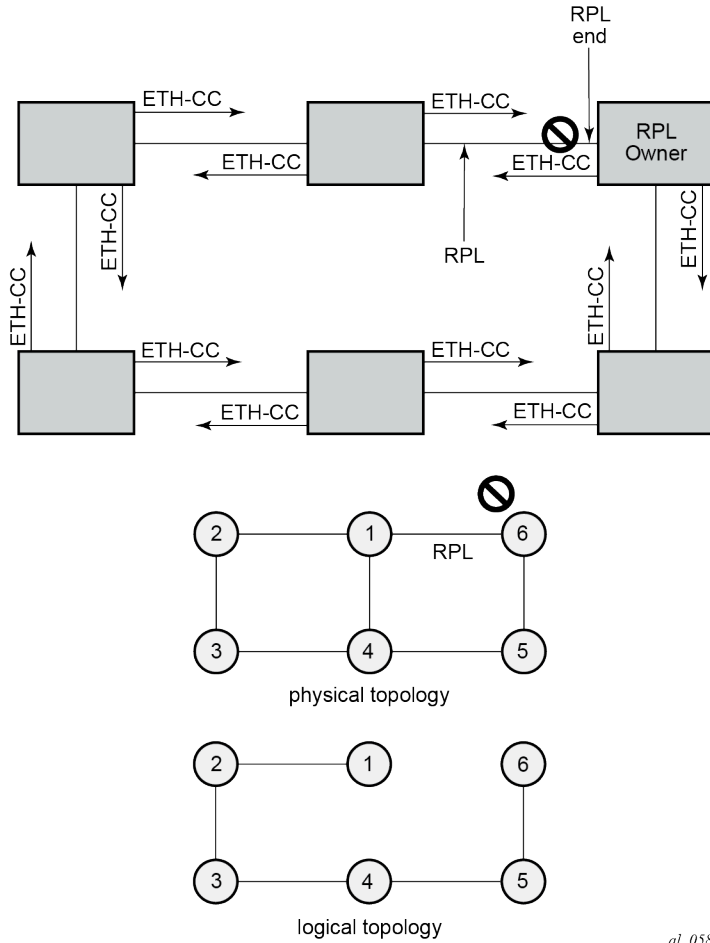 RPL
end
ETH-CC
ETH-CC
RPL
Owner
ETH-CC
ETH-CC
ETH-CC
ETH-CC
RPL
ETH-CC
ETH-CC
ETH-CC
ETH-CC
ETH-CC
ETH-CC
2
1
6
RPL
3
4
5
physical topology
2
1
6
3
4
5
logical topology
al_058